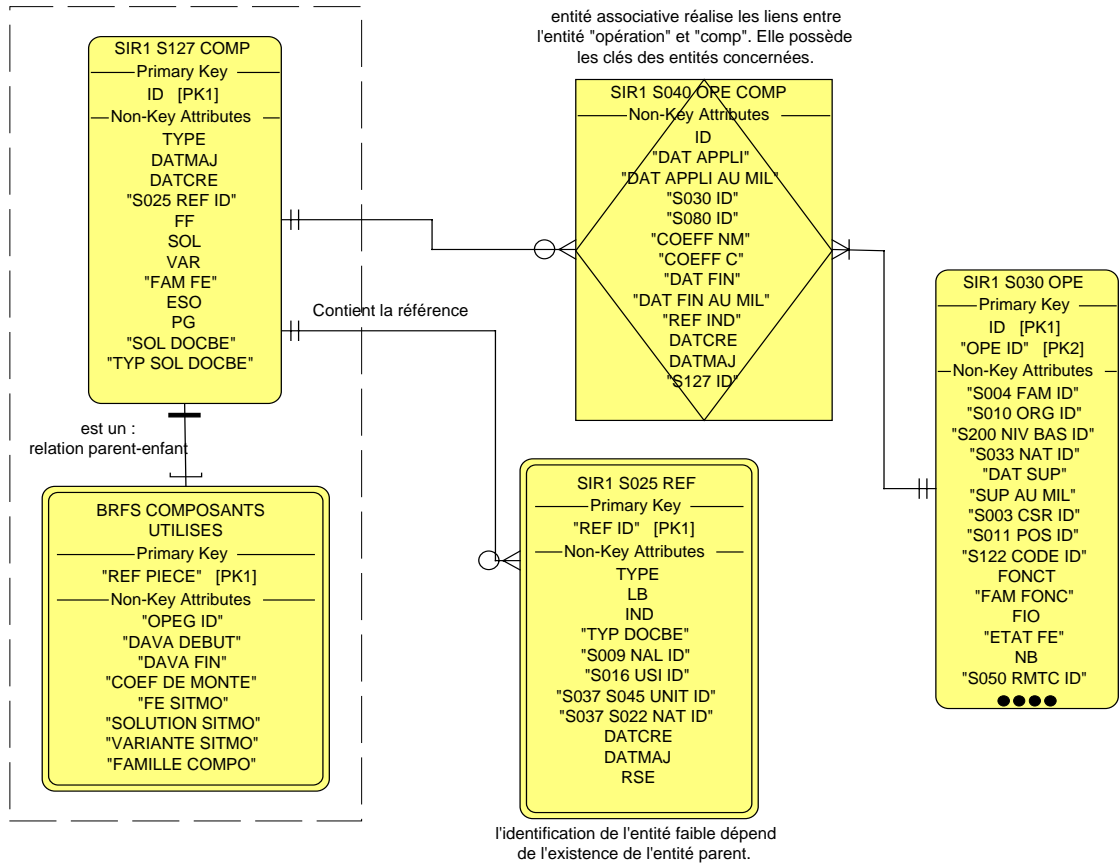 SIR1 S127 COMP
Primary Key
ID [PK1]
Non-Key Attributes
TYPE
DATMAJ
DATCRE
"S025 REF ID"
FF
SOL
VAR
"FAM FE"
ESO
PG
"SOL DOCBE"
"TYP SOL DOCBE"
est un :
relation parent-enfant
BRFS COMPOSANTS
UTILISES
Primary Key
"REF PIECE" [PK1]
Non-Key Attributes
"OPEG ID"
"DAVA DEBUT"
"DAVA FIN"
"COEF DE MONTE"
"FE SITMO"
"SOLUTION SITMO"
"VARIANTE SITMO"
"FAMILLE COMPO"
Contient la référence
entité associative réalise les liens entre
l'entité "opération" et "comp". Elle possède
les clés des entités concernées.
SIR1 S040 OPE COMP
Non-Key Attributes
ID
"DAT APPLI"
"DAT APPLI AU MIL"
"S030 ID"
"S080 ID"
"COEFF NM"
"COEFF C"
"DAT FIN"
"DAT FIN AU MIL"
"REF IND"
DATCRE
DATMAJ
"S127 ID"
SIR1 S025 REF
Primary Key
"REF ID" [PK1]
Non-Key Attributes
TYPE
LB
IND
"TYP DOCBE"
"S009 NAL ID"
"S016 USI ID"
"S037 S045 UNIT ID"
"S037 S022 NAT ID"
DATCRE
DATMAJ
RSE
l'identification de l'entité faible dépend
de l'existence de l'entité parent.
SIR1 S030 OPE
Primary Key
ID [PK1]
"OPE ID" [PK2]
Non-Key Attributes
"S004 FAM ID"
"S010 ORG ID"
"S200 NIV BAS ID"
"S033 NAT ID"
"DAT SUP"
"SUP AU MIL"
"S003 CSR ID"
"S011 POS ID"
"S122 CODE ID"
FONCT
"FAM FONC"
FIO
"ETAT FE"
NB
"S050 RMTC ID"